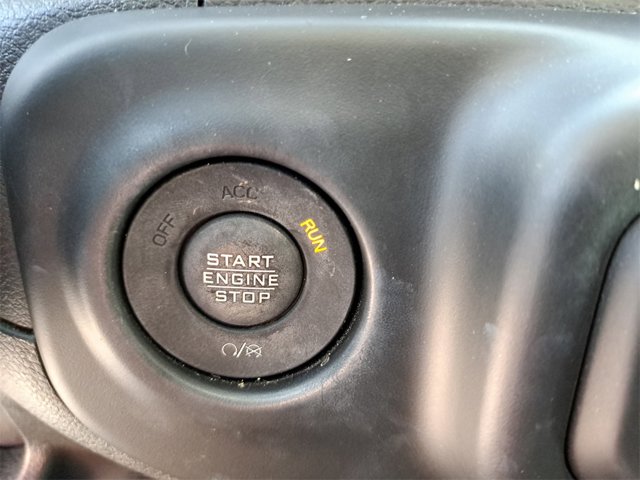 OFF
ACC
RUN
START
ENGINE
STOP